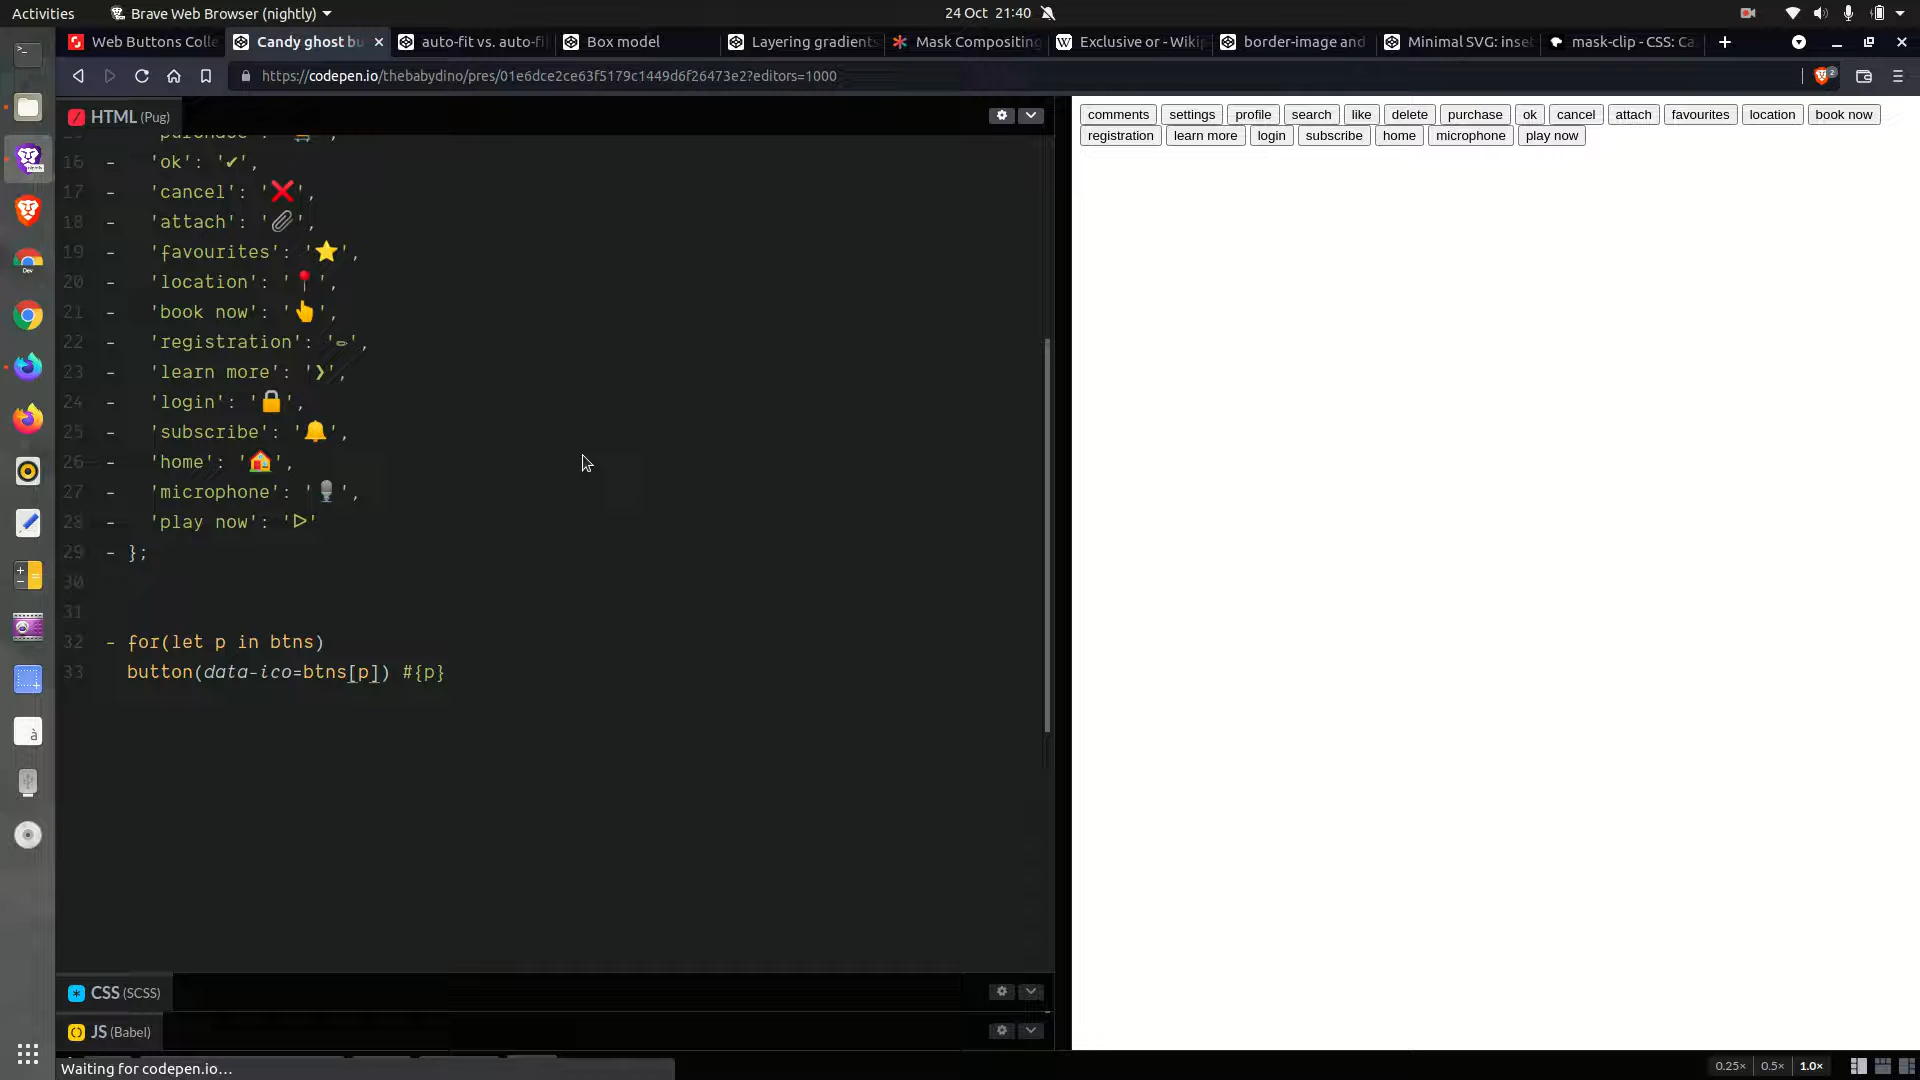 Activities Brave Web Browser (nightly) 24 Oct 21:40
Web Buttons Colle Candy ghost bu auto-fit vs. auto-fi Box model Layering gradients Mask Compositing Exclusive or - Wikip border-image and Minimal SVG: inset mask-clip - CSS: Ca
https://codepen.io/thebabydino/pres/01e6dce2ce63f5179c1449d6f26473e2?editors=1000 2
HTML (Pug)
16 - 'ok': '✔',
17 - 'cancel': '❌',
18 - 'attach': '📎',
19 - 'favourites': '⭐',
20 - 'location': '📍',
21 - 'book now': '👆',
22 - 'registration': '✏',
23 - 'learn more': '❯',
24 - 'login': '🔒',
25 - 'subscribe': '🔔',
26 - 'home': '🏠',
27 - 'microphone': '🎙',
28 - 'play now': 'ᐅ'
29 - };
30
31
32 - for(let p in btns)
33 button(data-ico=btns[p]) #{p}
CSS (SCSS)
JS (Babel)
Waiting for codepen.io...
comments settings profile search like delete purchase ok cancel attach favourites location book now
registration learn more login subscribe home microphone play now
0.25× 0.5× 1.0×
Dev